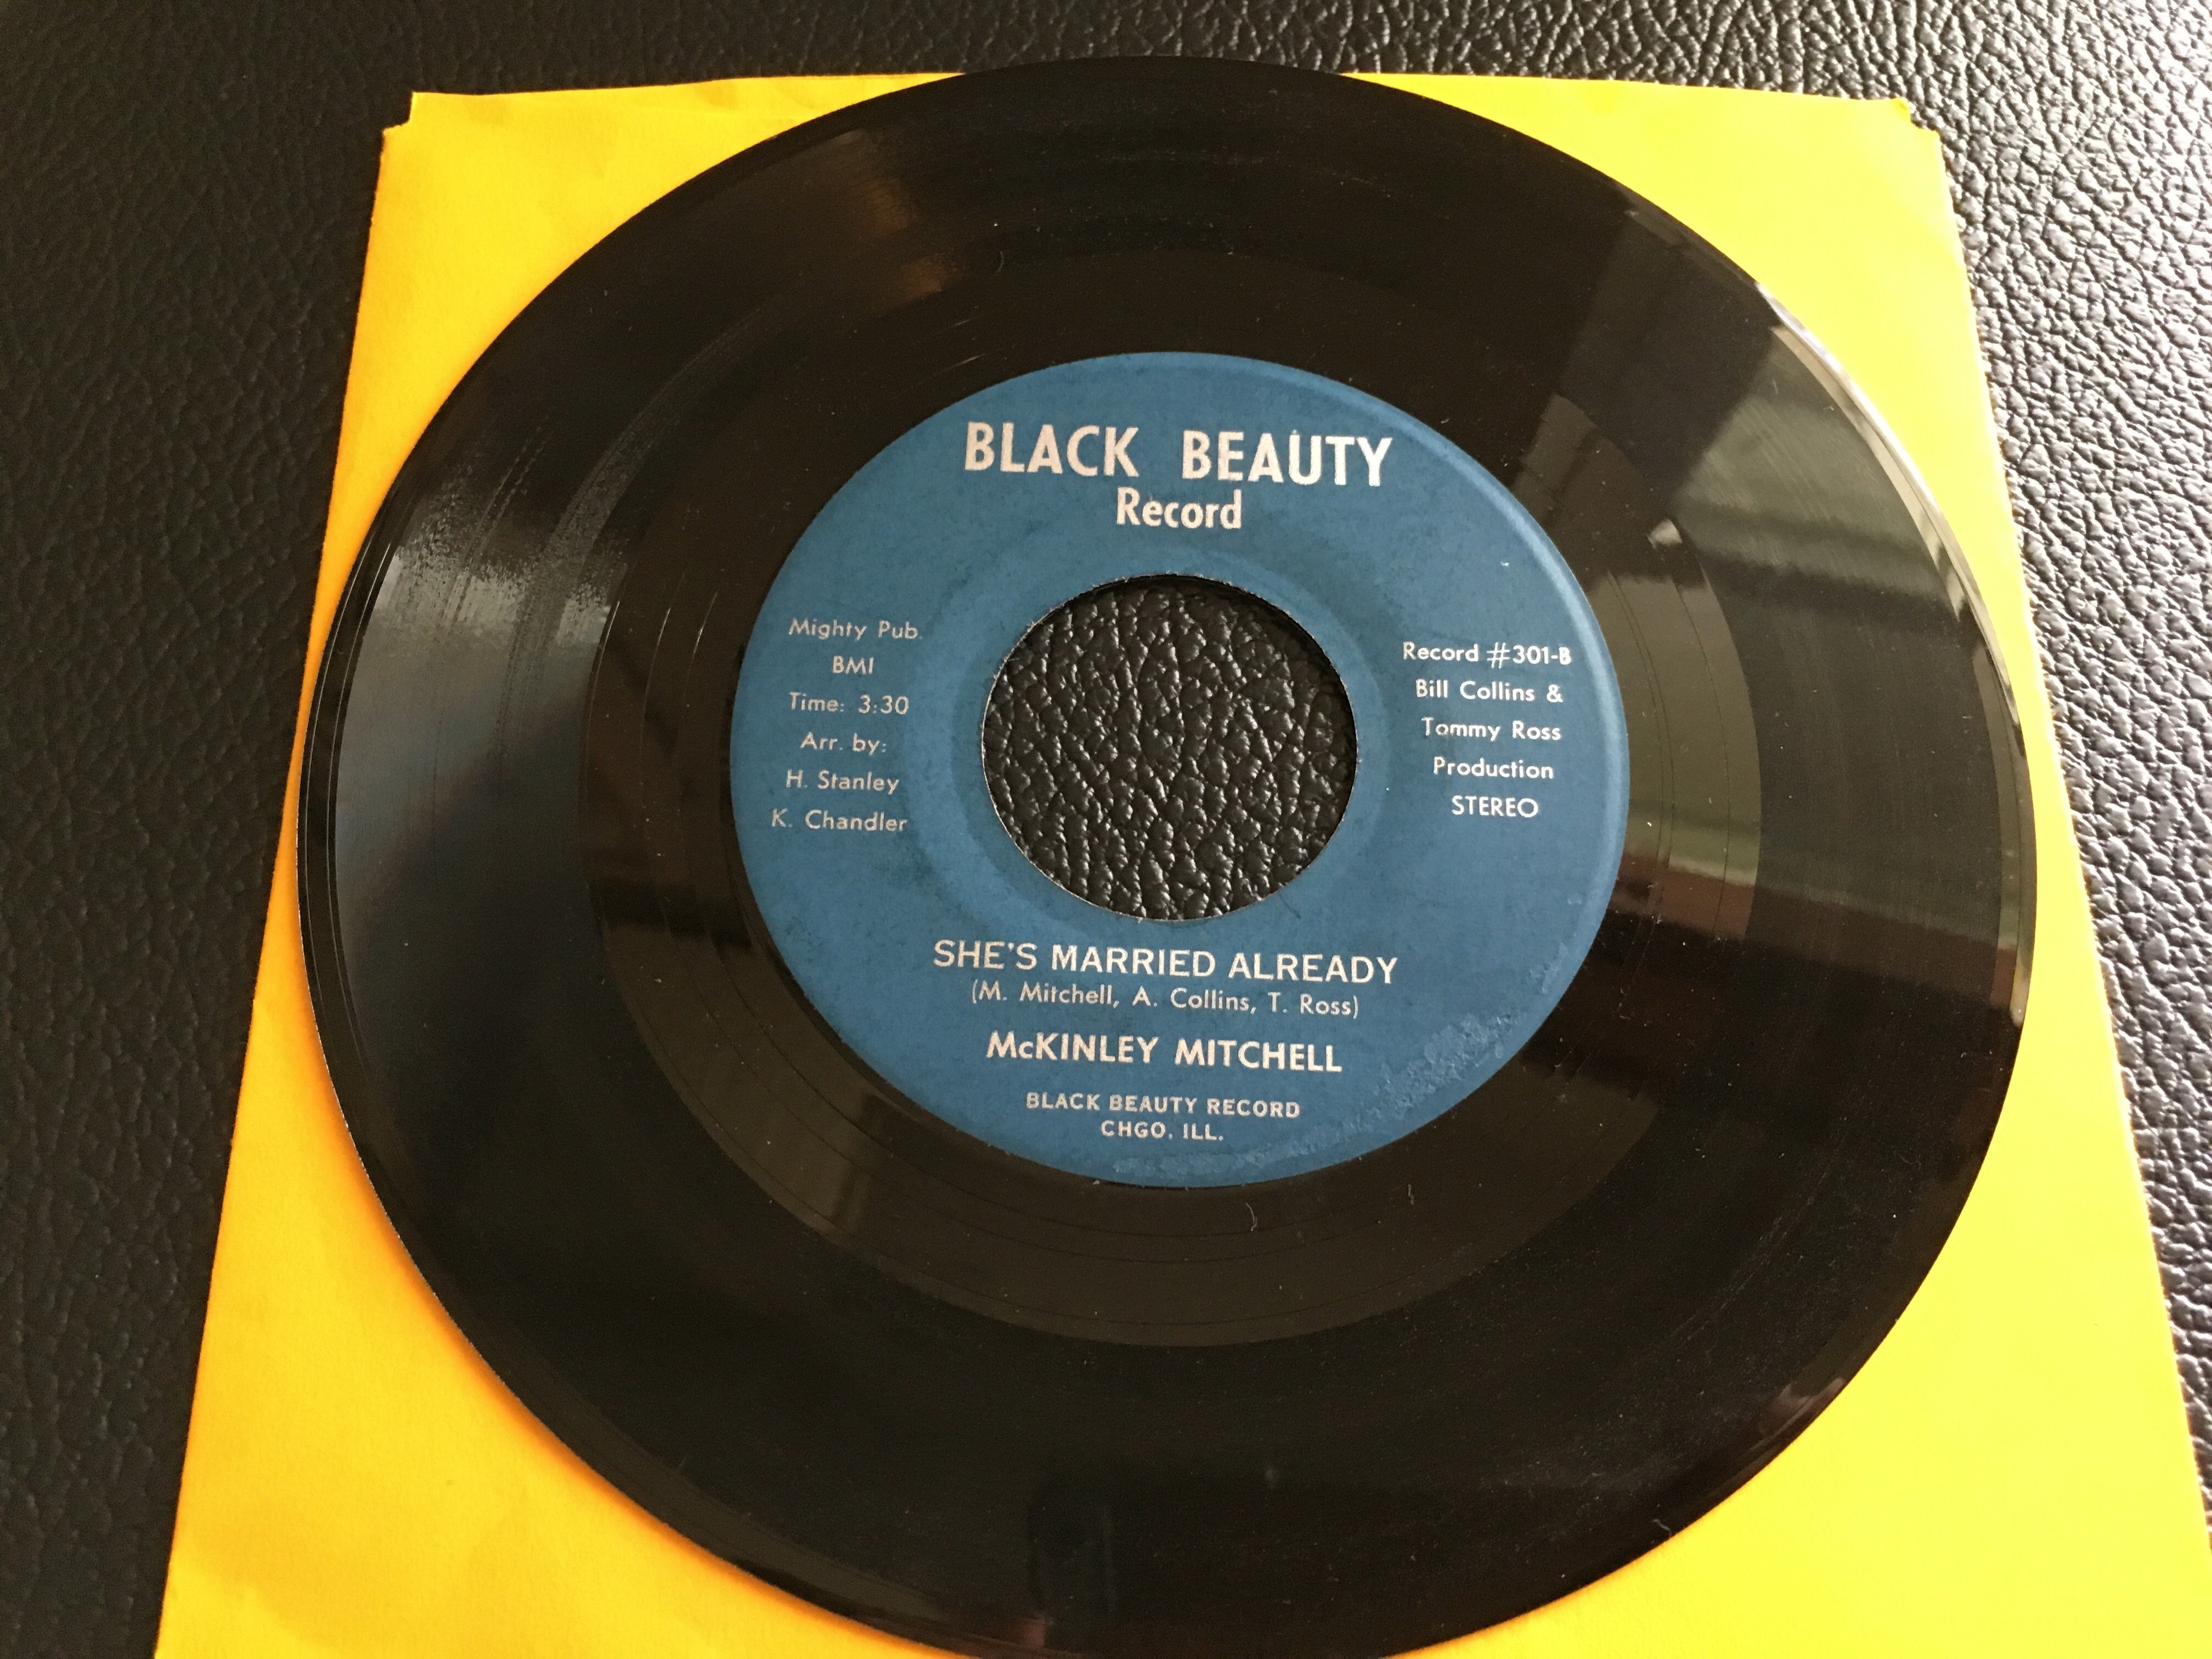 BLACK BEAUTY
Record
Mighty Pub.
BMI
Time: 3:30
Arr. by:
H. Stanley
K. Chandler
Record #301-B
Bill Collins &
Tommy Ross
Production
STEREO
SHE'S MARRIED ALREADY
(M. Mitchell, A. Collins, T. Ross)
McKINLEY MITCHELL
BLACK BEAUTY RECORD
CHGO. ILL.